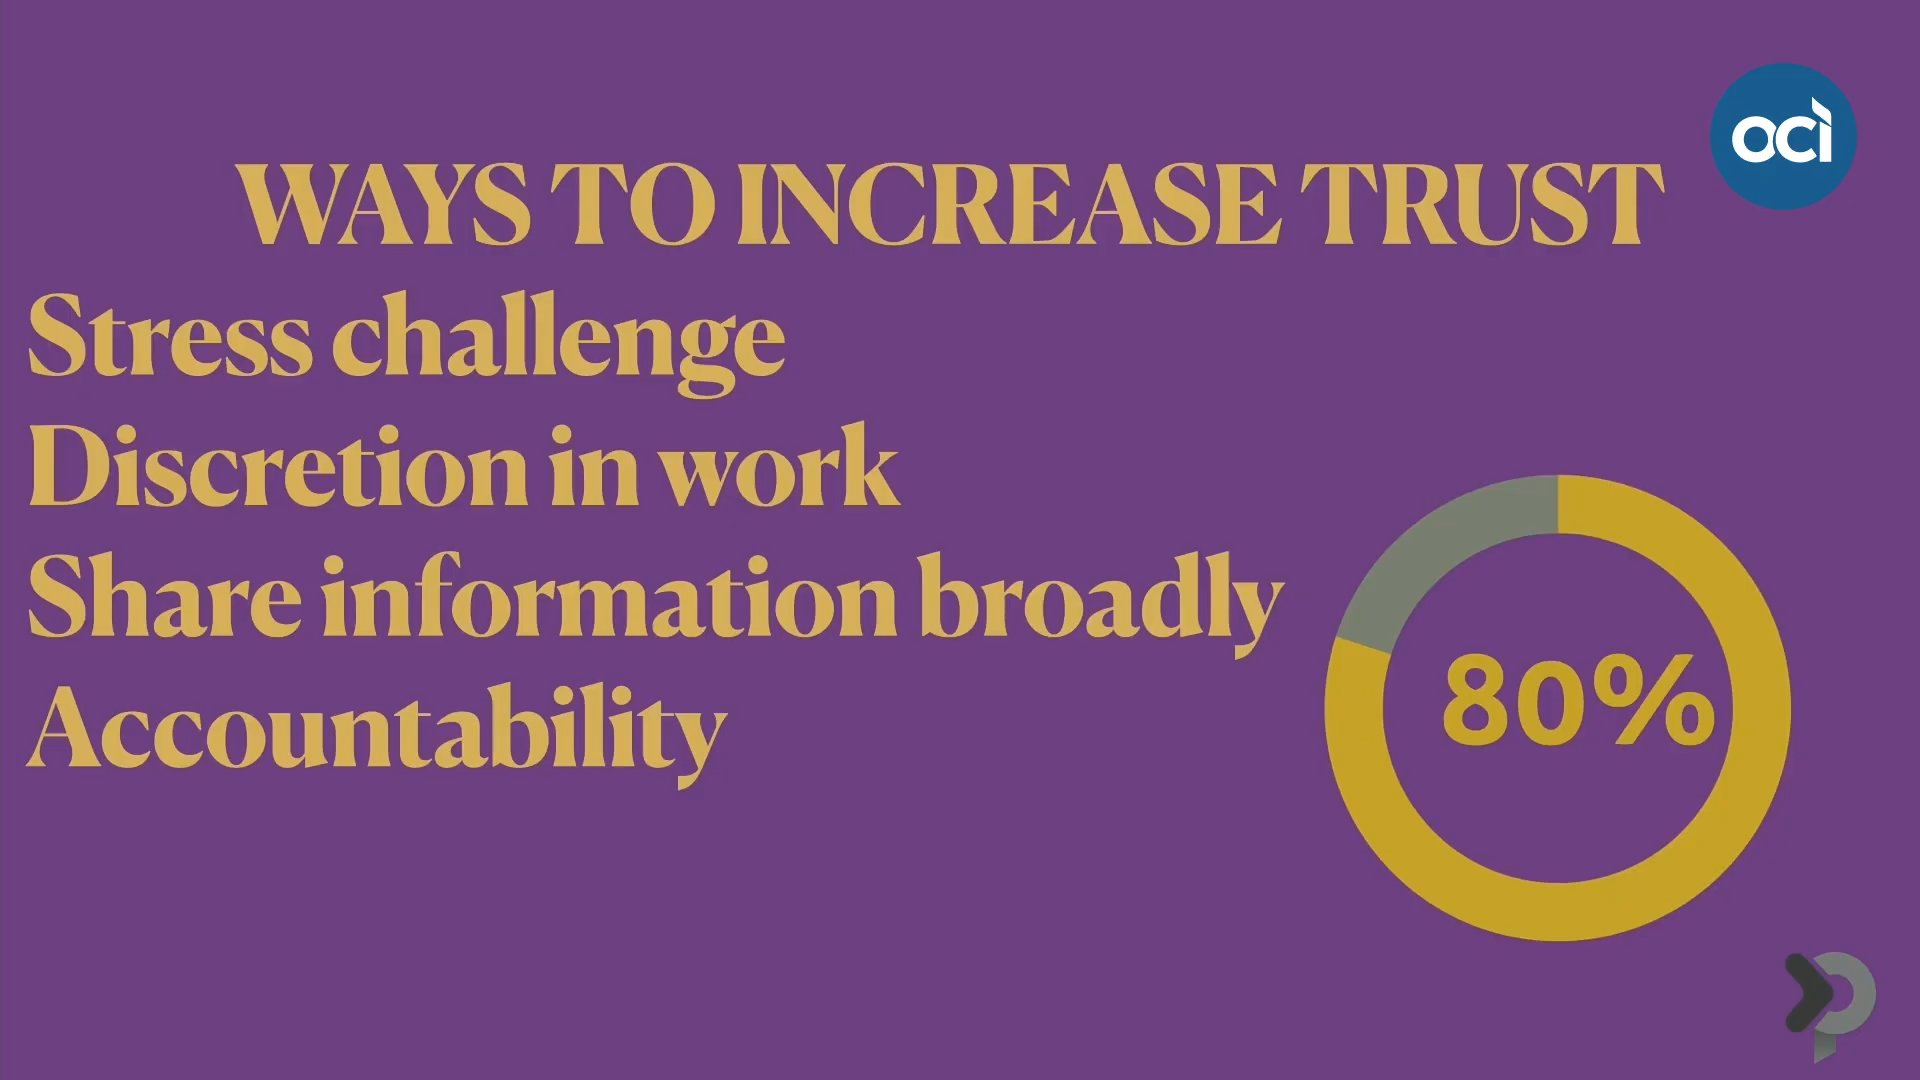 oci
WAYS TO INCREASE TRUST
Stress challenge
Discretion in work
Share information broadly
Accountability
80%